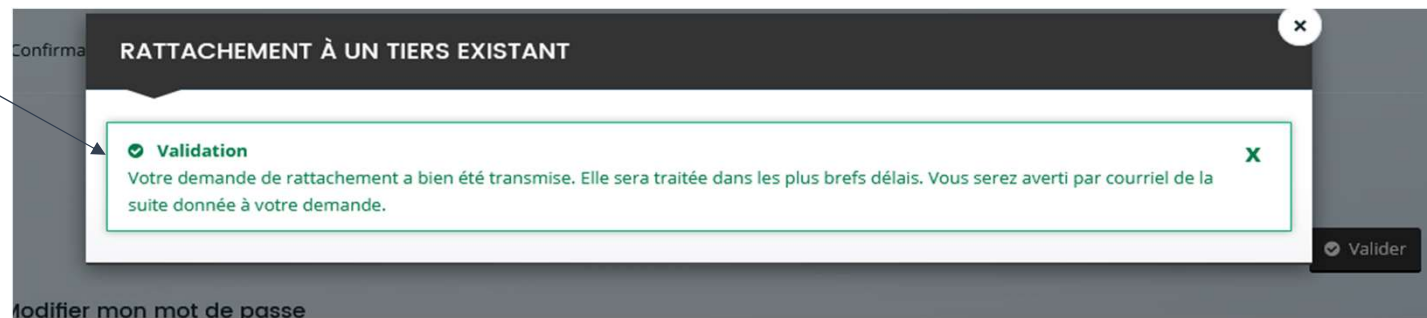 Confirma
RATTACHEMENT À UN TIERS EXISTANT
Validation
Votre demande de rattachement a bien été transmise. Elle sera traitée dans les plus brefs délais. Vous serez averti par courriel de la
suite donnée à votre demande.
X
Valider
Modifier mon mot de passe